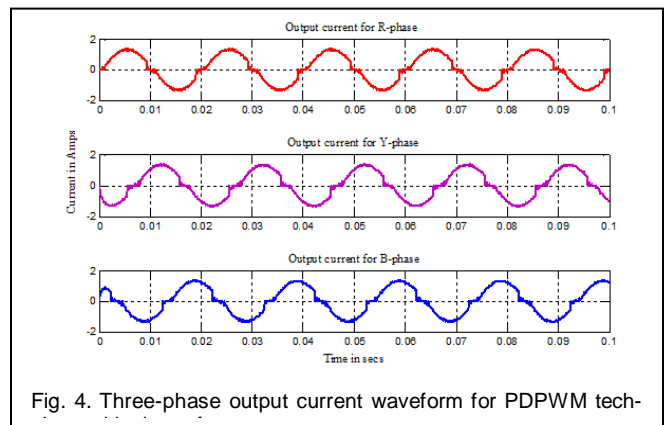 Output current for R-phase
2
0
-2
0 0.01 0.02 0.03 0.04 0.05 0.06 0.07 0.08 0.09 0.1
Output current for Y-phase
Current in Amps
2
0
-2
0 0.01 0.02 0.03 0.04 0.05 0.06 0.07 0.08 0.09 0.1
Output current for B-phase
2
0
-2
0 0.01 0.02 0.03 0.04 0.05 0.06 0.07 0.08 0.09 0.1
Time in secs
Fig. 4. Three-phase output current waveform for PDPWM tech-